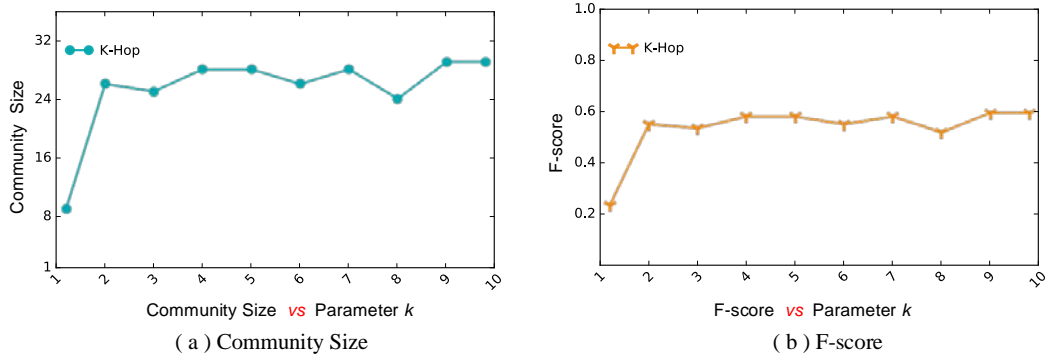 32
24
16
8
1
Community Size
K-Hop
1 2 3 4 5 6 7 8 9 10
Community Size vs Parameter k
( a ) Community Size
1.0
0.8
0.6
0.4
0.2
F-score
K-Hop
1 2 3 4 5 6 7 8 9 10
F-score vs Parameter k
( b ) F-score